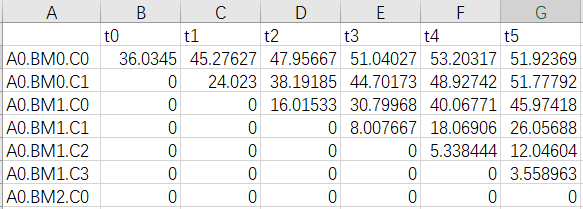 A B C D E F G
t0 t1 t2 t3 t4 t5
A0.BM0.C0 36.0345 45.27627 47.95667 51.04027 53.20317 51.92369
A0.BM0.C1 0 24.023 38.19185 44.70173 48.92742 51.77792
A0.BM1.C0 0 0 16.01533 30.79968 40.06771 45.97418
A0.BM1.C1 0 0 0 8.007667 18.06906 26.05688
A0.BM1.C2 0 0 0 0 5.338444 12.04604
A0.BM1.C3 0 0 0 0 0 3.558963
A0.BM2.C0 0 0 0 0 0 0